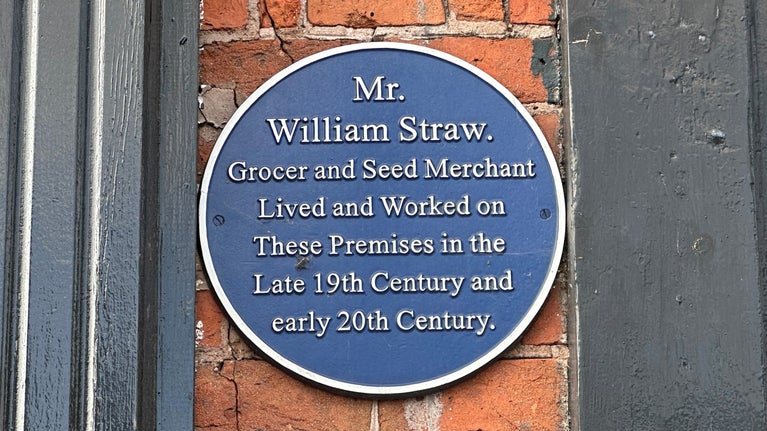 Mr.
William Straw.
Grocer and Seed Merchant
Lived and Worked on
These Premises in the
Late 19th Century and
early 20th Century.